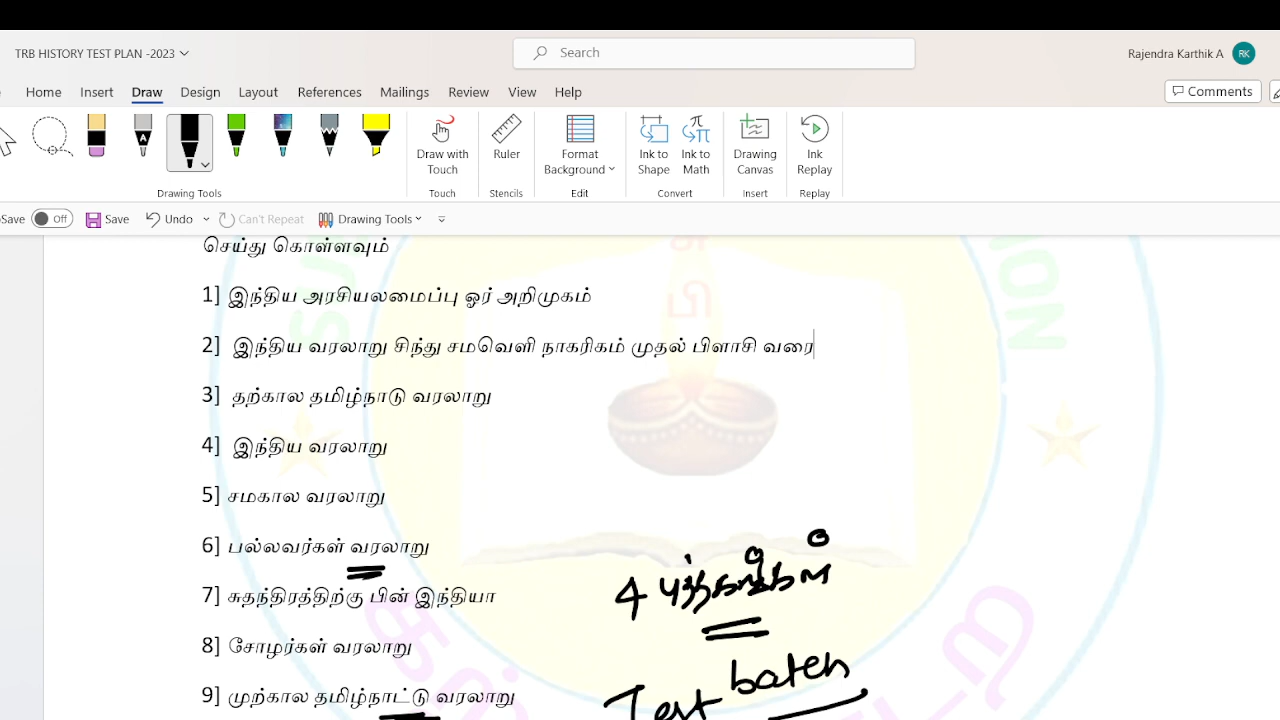 TRB HISTORY TEST PLAN -2023
Search
Rajendra Karthik A RK
Home Insert Draw Design Layout References Mailings Review View Help
Comments
Draw with Touch
Ruler
Format Background
Ink to Shape
Ink to Math
Drawing Canvas
Ink Replay
Drawing Tools Touch Stencils Edit Convert Insert Replay
Save Off Save Undo Can't Repeat Drawing Tools
செய்து கொள்ளவும்
1] இந்திய அரசியலமைப்பு ஓர் அறிமுகம்
2] இந்திய வரலாறு சிந்து சமவெளி நாகரிகம் முதல் பிளாசி வரை
3] தற்கால தமிழ்நாடு வரலாறு
4] இந்திய வரலாறு
5] சமகால வரலாறு
6] பல்லவர்கள் வரலாறு
4 புத்தகங்கள்
7] சுதந்திரத்திற்கு பின் இந்தியா
8] சோழர்கள் வரலாறு
Test batch
9] முற்கால தமிழ்நாட்டு வரலாறு